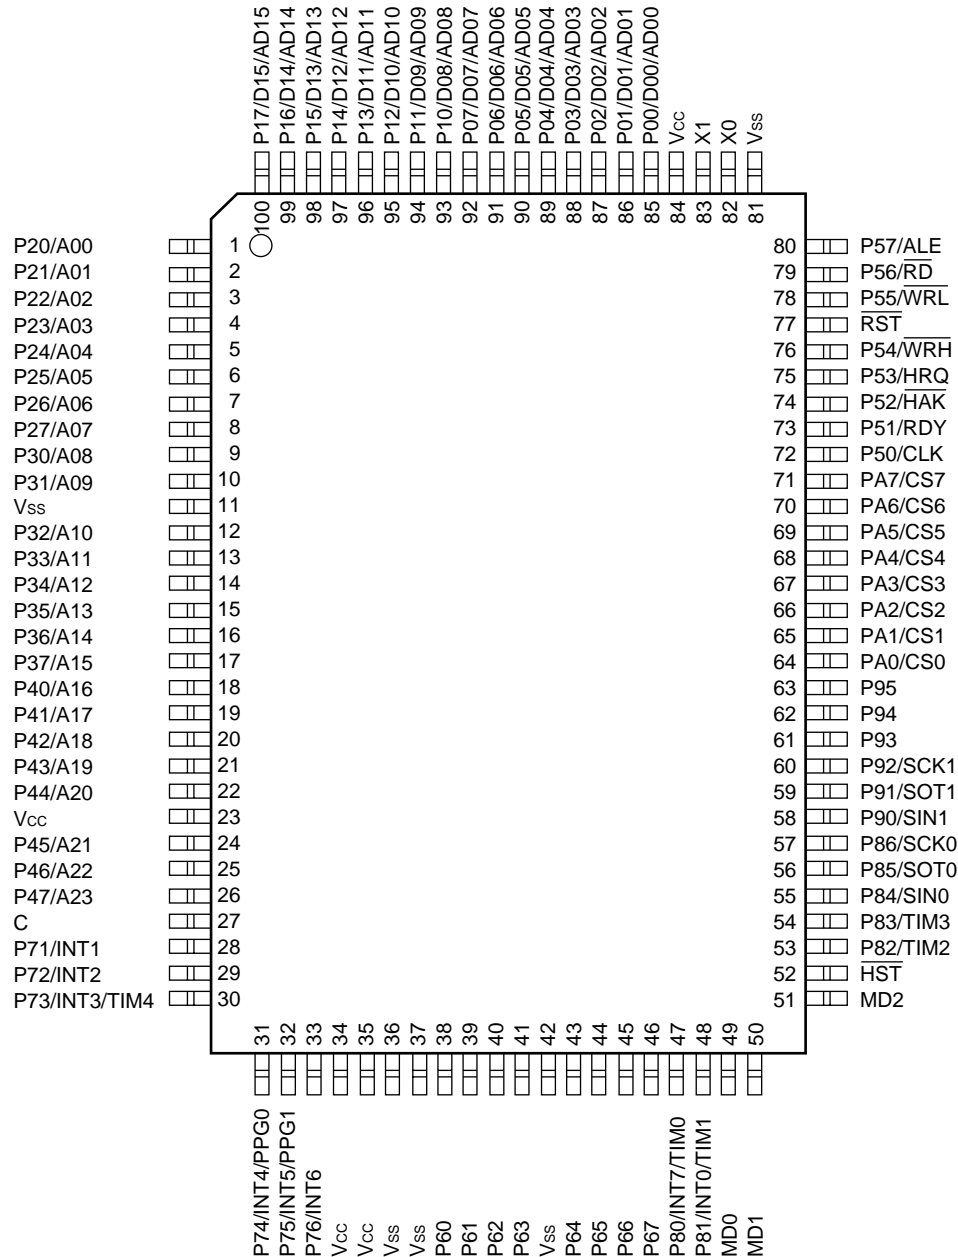 P17/D15/AD15
P16/D14/AD14
P15/D13/AD13
P14/D12/AD12
P13/D11/AD11
P12/D10/AD10
P11/D09/AD09
P10/D08/AD08
P07/D07/AD07
P06/D06/AD06
P05/D05/AD05
P04/D04/AD04
P03/D03/AD03
P02/D02/AD02
P01/D01/AD01
P00/D00/AD00
Vcc
X1
X0
Vss
100
99
98
97
96
95
94
93
92
91
90
89
88
87
86
85
84
83
82
81
P20/A00 1
P21/A01 2
P22/A02 3
P23/A03 4
P24/A04 5
P25/A05 6
P26/A06 7
P27/A07 8
P30/A08 9
P31/A09 10
Vss 11
P32/A10 12
P33/A11 13
P34/A12 14
P35/A13 15
P36/A14 16
P37/A15 17
P40/A16 18
P41/A17 19
P42/A18 20
P43/A19 21
P44/A20 22
Vcc 23
P45/A21 24
P46/A22 25
P47/A23 26
C 27
P71/INT1 28
P72/INT2 29
P73/INT3/TIM4 30
80 P57/ALE
79 P56/RD
78 P55/WRL
77 RST
76 P54/WRH
75 P53/HRQ
74 P52/HAK
73 P51/RDY
72 P50/CLK
71 PA7/CS7
70 PA6/CS6
69 PA5/CS5
68 PA4/CS4
67 PA3/CS3
66 PA2/CS2
65 PA1/CS1
64 PA0/CS0
63 P95
62 P94
61 P93
60 P92/SCK1
59 P91/SOT1
58 P90/SIN1
57 P86/SCK0
56 P85/SOT0
55 P84/SIN0
54 P83/TIM3
53 P82/TIM2
52 HST
51 MD2
31
32
33
34
35
36
37
38
39
40
41
42
43
44
45
46
47
48
49
50
P74/INT4/PPG0
P75/INT5/PPG1
P76/INT6
Vcc
Vcc
Vss
Vss
P60
P61
P62
P63
Vss
P64
P65
P66
P67
P80/INT7/TIM0
P81/INT0/TIM1
MD0
MD1